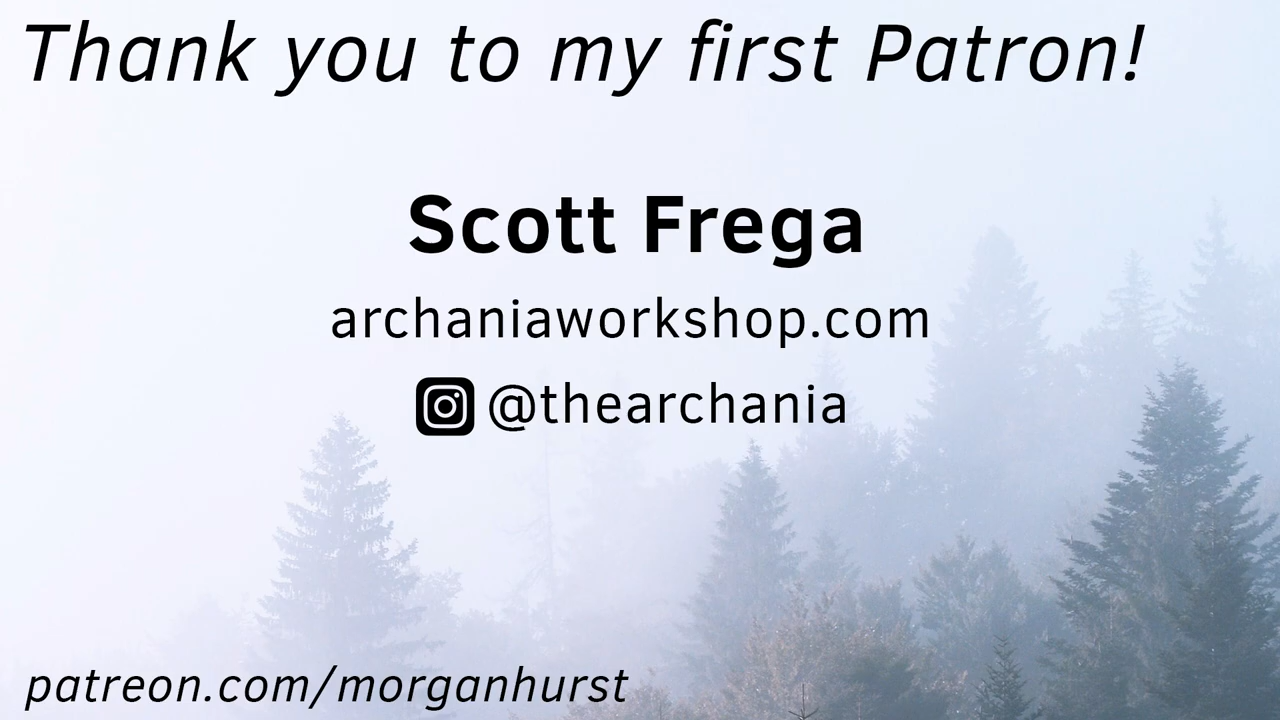 Thank you to my first Patron!
Scott Frega
archaniaworkshop.com
@thearchania
patreon.com/morganhurst